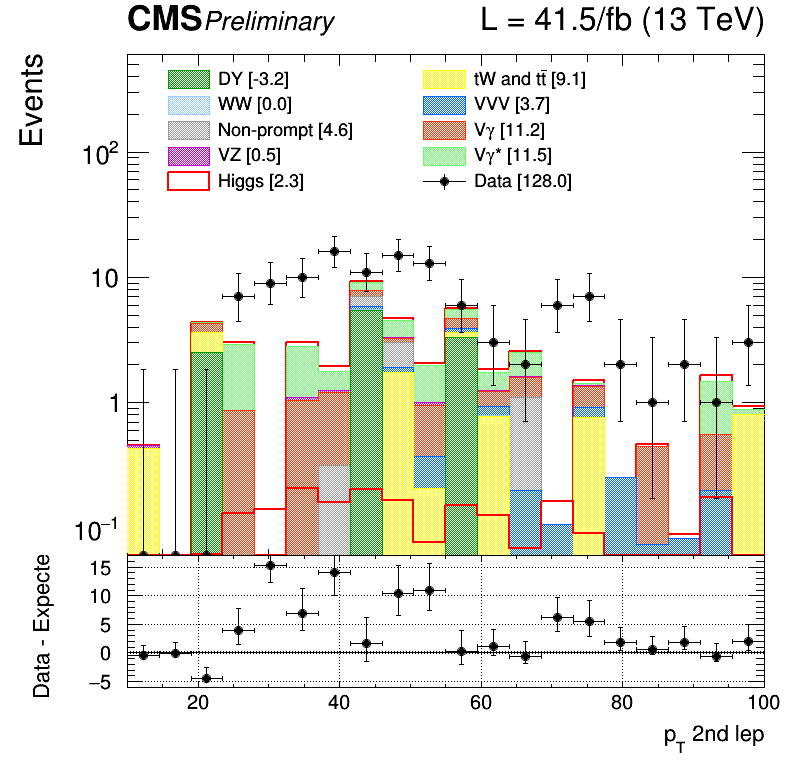 CMS Preliminary L = 41.5/fb (13 TeV)
Events
DY [-3.2] tW and tt̄ [9.1]
WW [0.0] VVV [3.7]
Non-prompt [4.6] Vγ [11.2]
VZ [0.5] Vγ* [11.5]
Higgs [2.3] Data [128.0]
10²
10
1
10⁻¹
Data - Expecte
15
10
5
0
−5
20 40 60 80 100
p_T 2nd lep